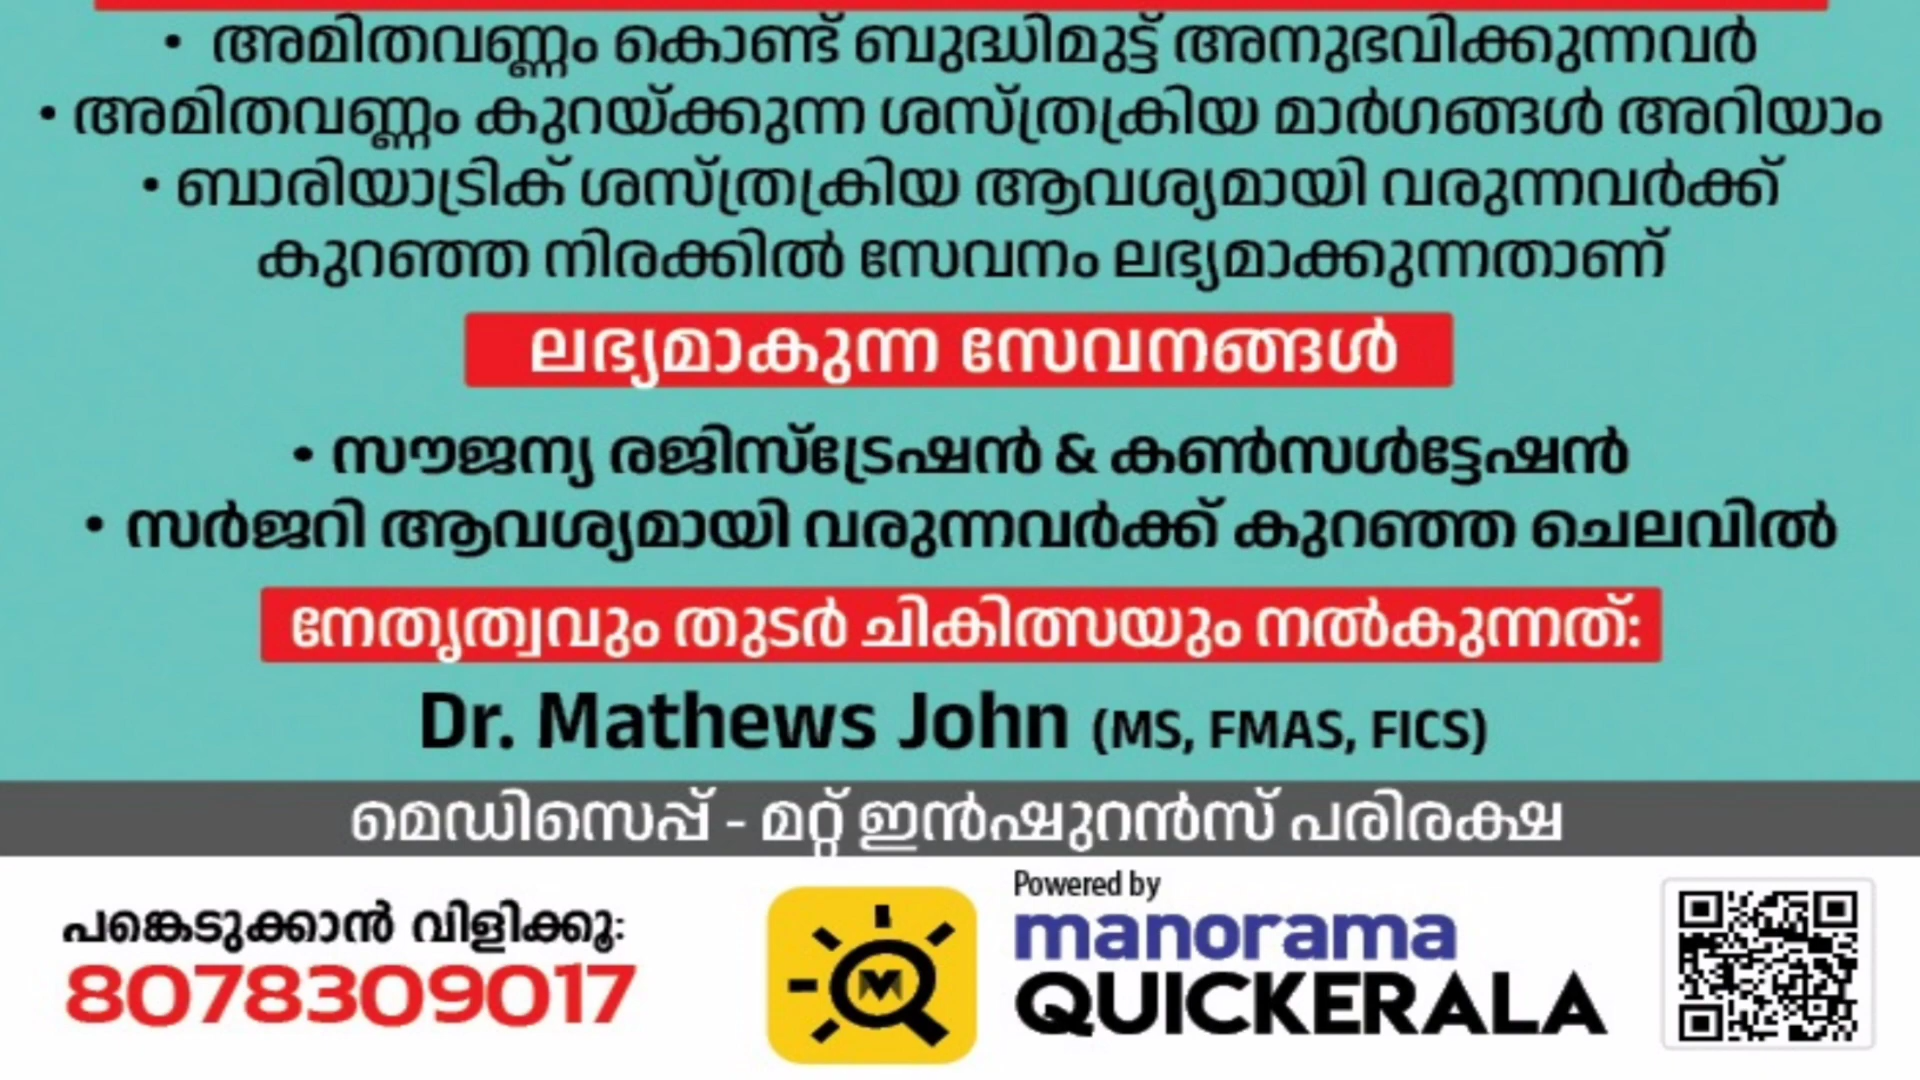 • അമിതവണ്ണം കൊണ്ട് ബുദ്ധിമുട്ട് അനുഭവിക്കുന്നവർ
• അമിതവണ്ണം കുറയ്ക്കുന്ന ശസ്ത്രക്രിയ മാർഗങ്ങൾ അറിയാം
• ബാരിയാട്രിക് ശസ്ത്രക്രിയ ആവശ്യമായി വരുന്നവർക്ക്
കുറഞ്ഞ നിരക്കിൽ സേവനം ലഭ്യമാക്കുന്നതാണ്
ലഭ്യമാകുന്ന സേവനങ്ങൾ
• സൗജന്യ രജിസ്ട്രേഷൻ & കൺസൾട്ടേഷൻ
• സർജറി ആവശ്യമായി വരുന്നവർക്ക് കുറഞ്ഞ ചെലവിൽ
നേതൃത്വവും തുടർ ചികിത്സയും നൽകുന്നത്:
Dr. Mathews John (MS, FMAS, FICS)
മെഡിസെപ്പ് - മറ്റ് ഇൻഷുറൻസ് പരിരക്ഷ
പങ്കെടുക്കാൻ വിളിക്കൂ:
8078309017
M
Powered by
manorama
QUICKERALA